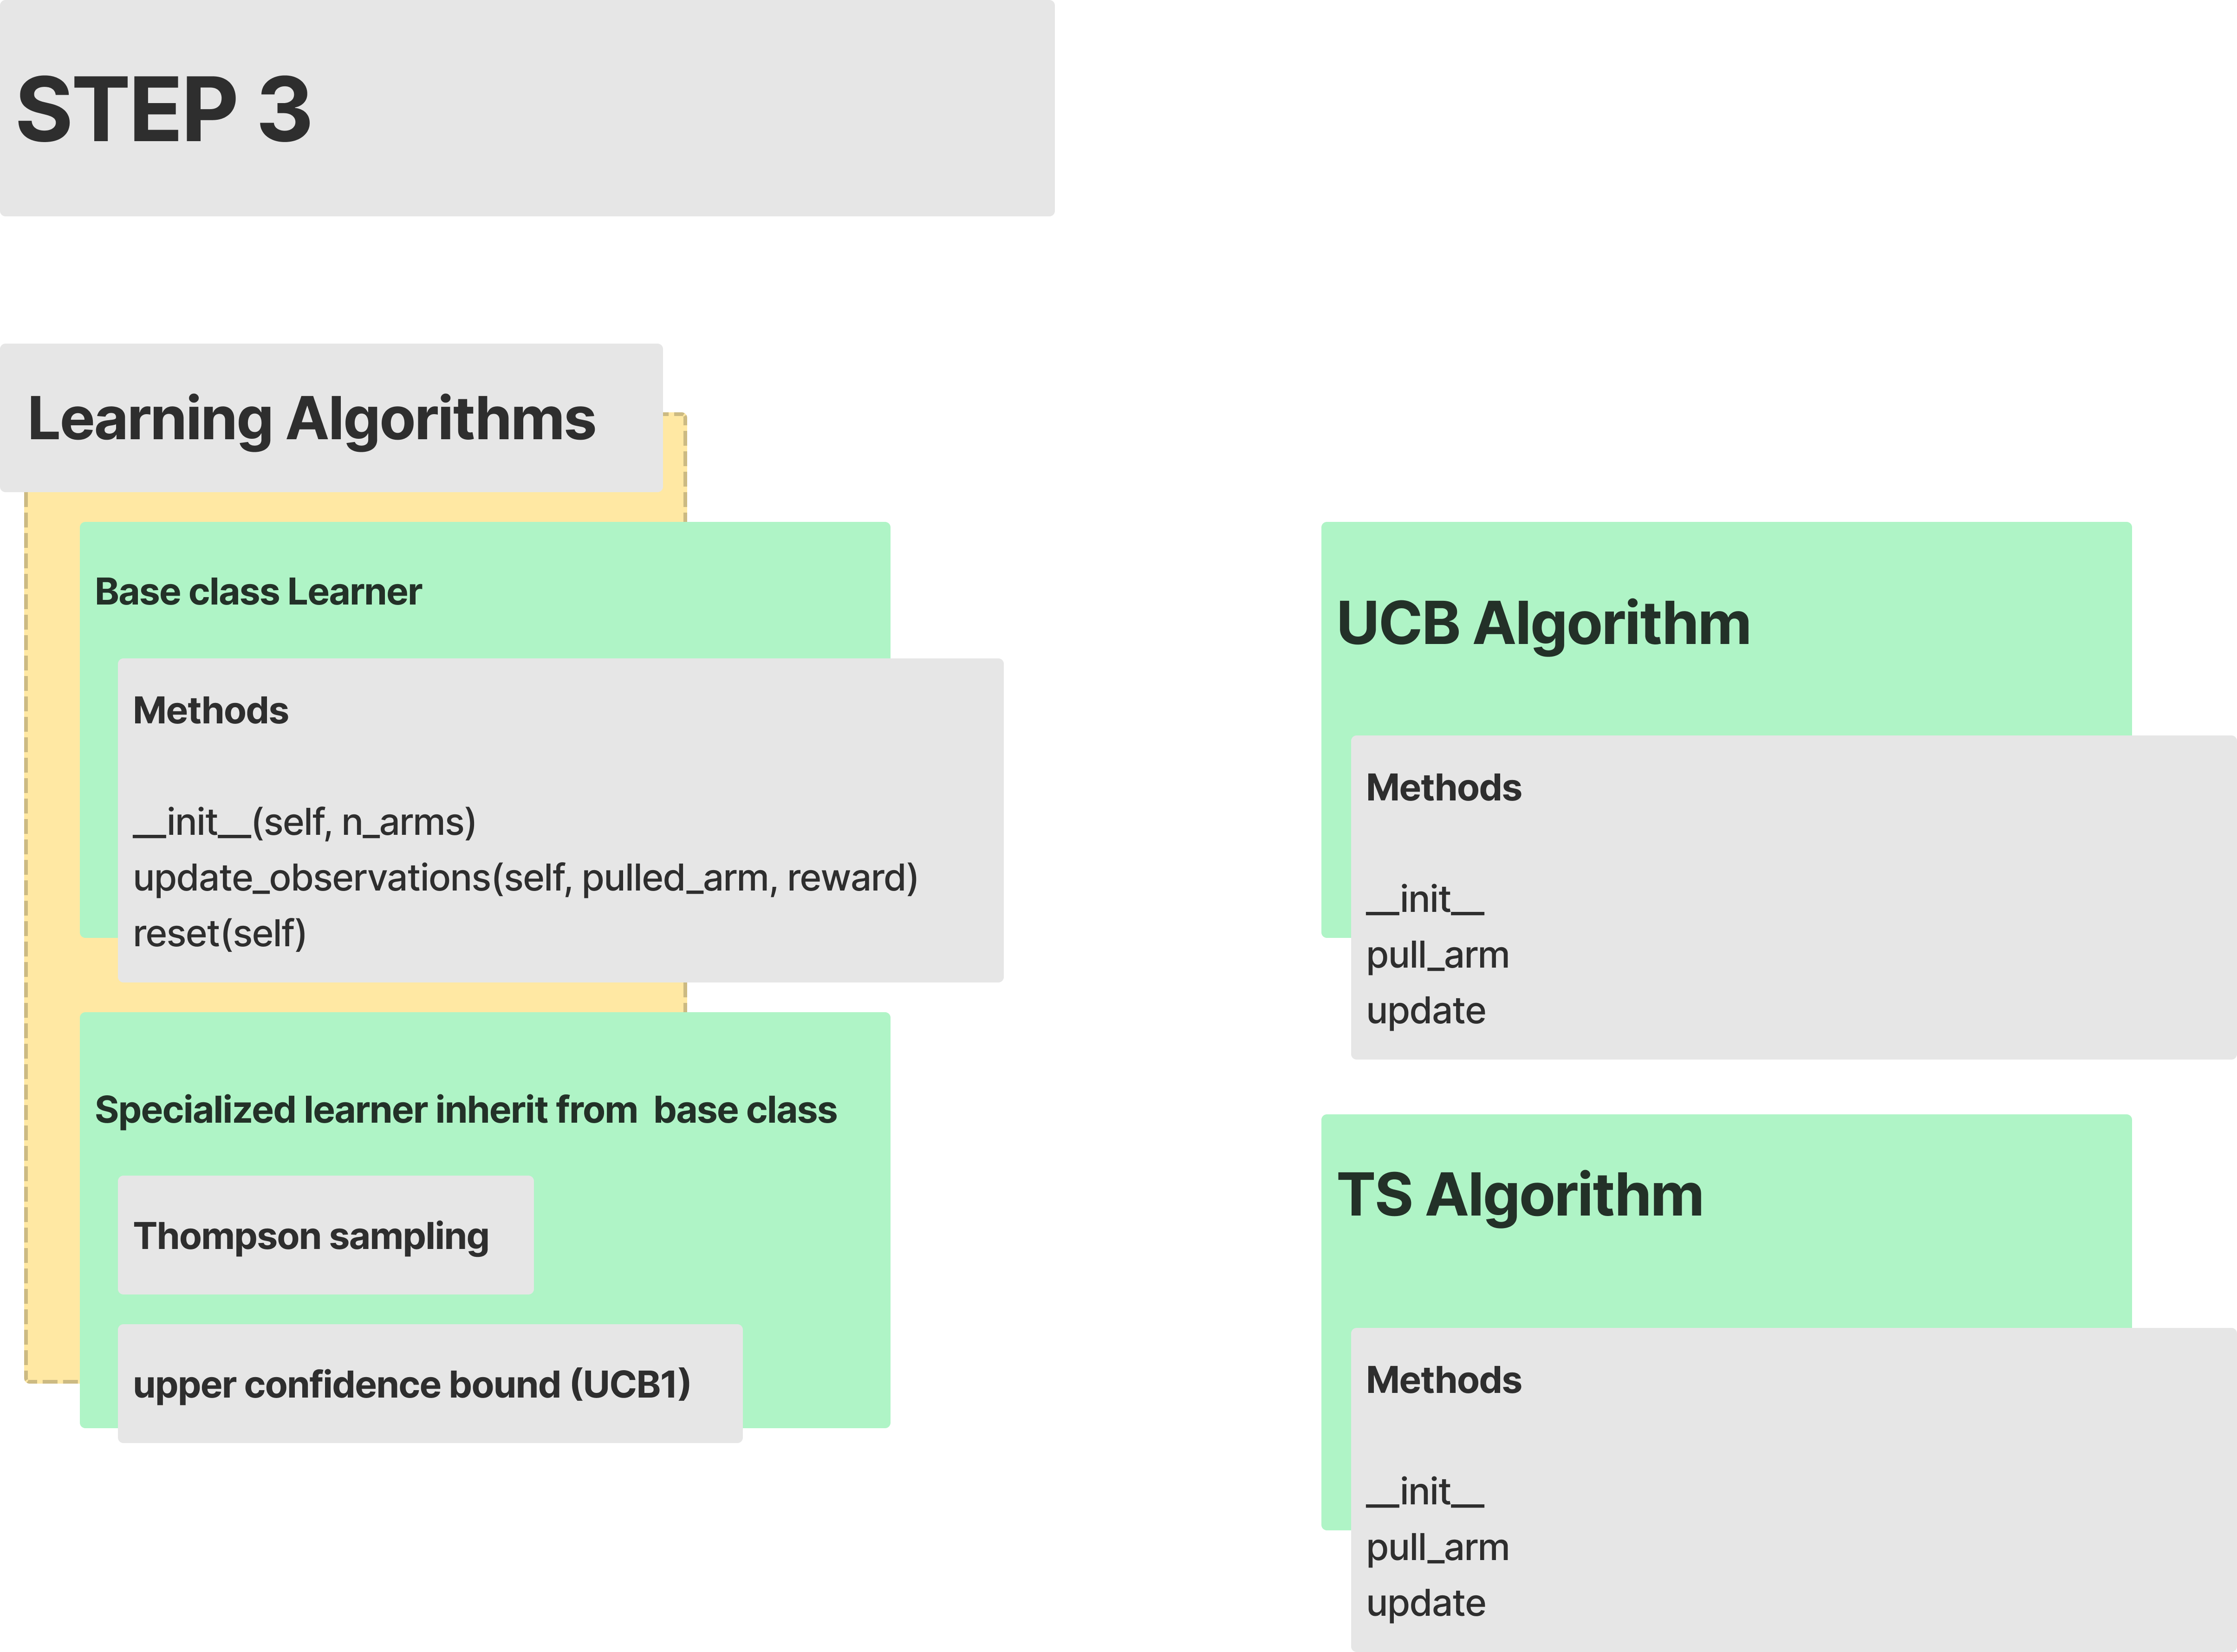 STEP 3
Learning Algorithms
Base class Learner
Methods
__init__(self, n_arms)
update_observations(self, pulled_arm, reward)
reset(self)
Specialized learner inherit from  base class
Thompson sampling
upper confidence bound (UCB1)
UCB Algorithm
Methods
__init__
pull_arm
update
TS Algorithm
Methods
__init__
pull_arm
update